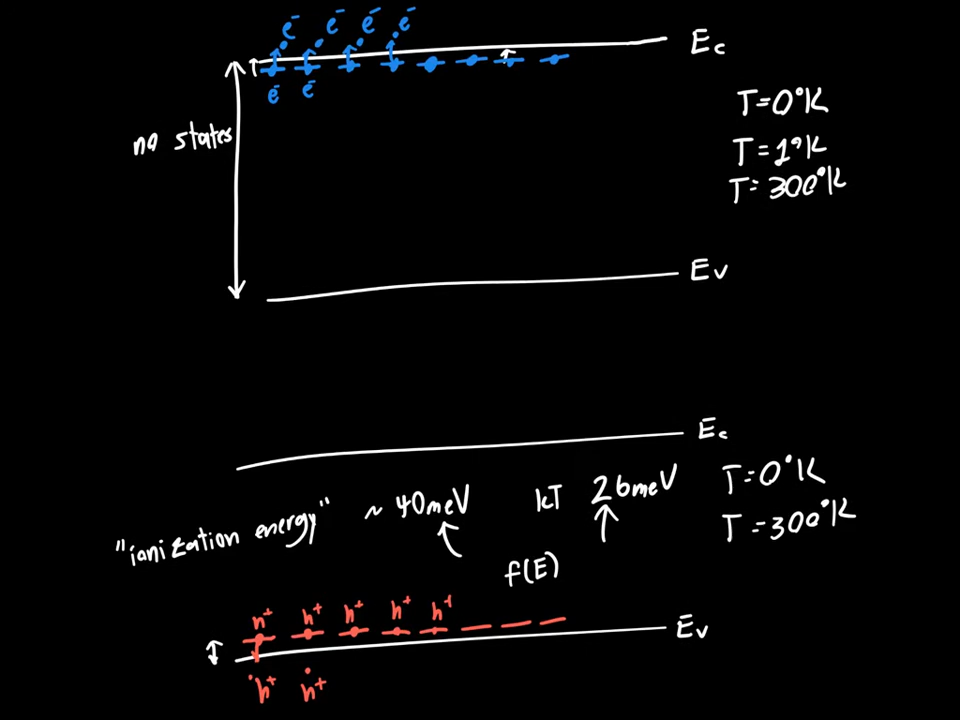 e⁻ e⁻ e⁻ e⁻
Ec
e⁻ e⁻
T=0°K
no states
T=1°K
T=300°K
Ev
Ec
T=0°K
"ionization energy" ~ 40meV kT 26meV
T=300°K
f(E)
h⁺ h⁺ h⁺ h⁺ h⁺
Ev
h⁺ h⁺